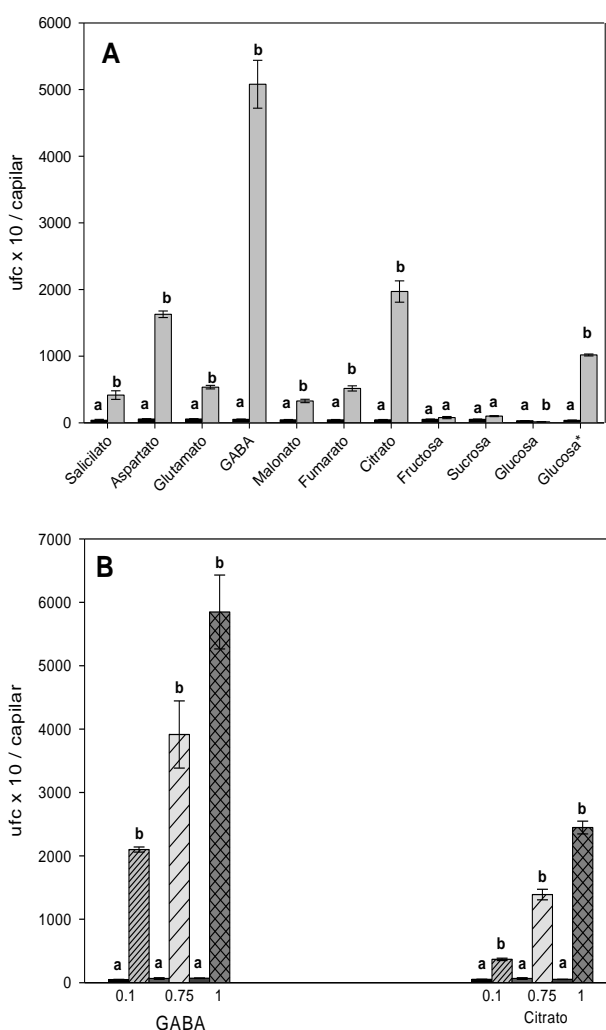 A
6000
5000
4000
3000
2000
1000
0
ufc x 10 / capilar
a b a b a b a b a b a b a b a a a a a b a b
Salicilato Aspartato Glutamato GABA Malonato Fumarato Citrato Fructosa Sucrosa Glucosa Glucosa*
B
7000
6000
5000
4000
3000
2000
1000
0
ufc x 10 / capilar
a b a b a b a b a b a b
0.1 0.75 1 0.1 0.75 1
GABA Citrato